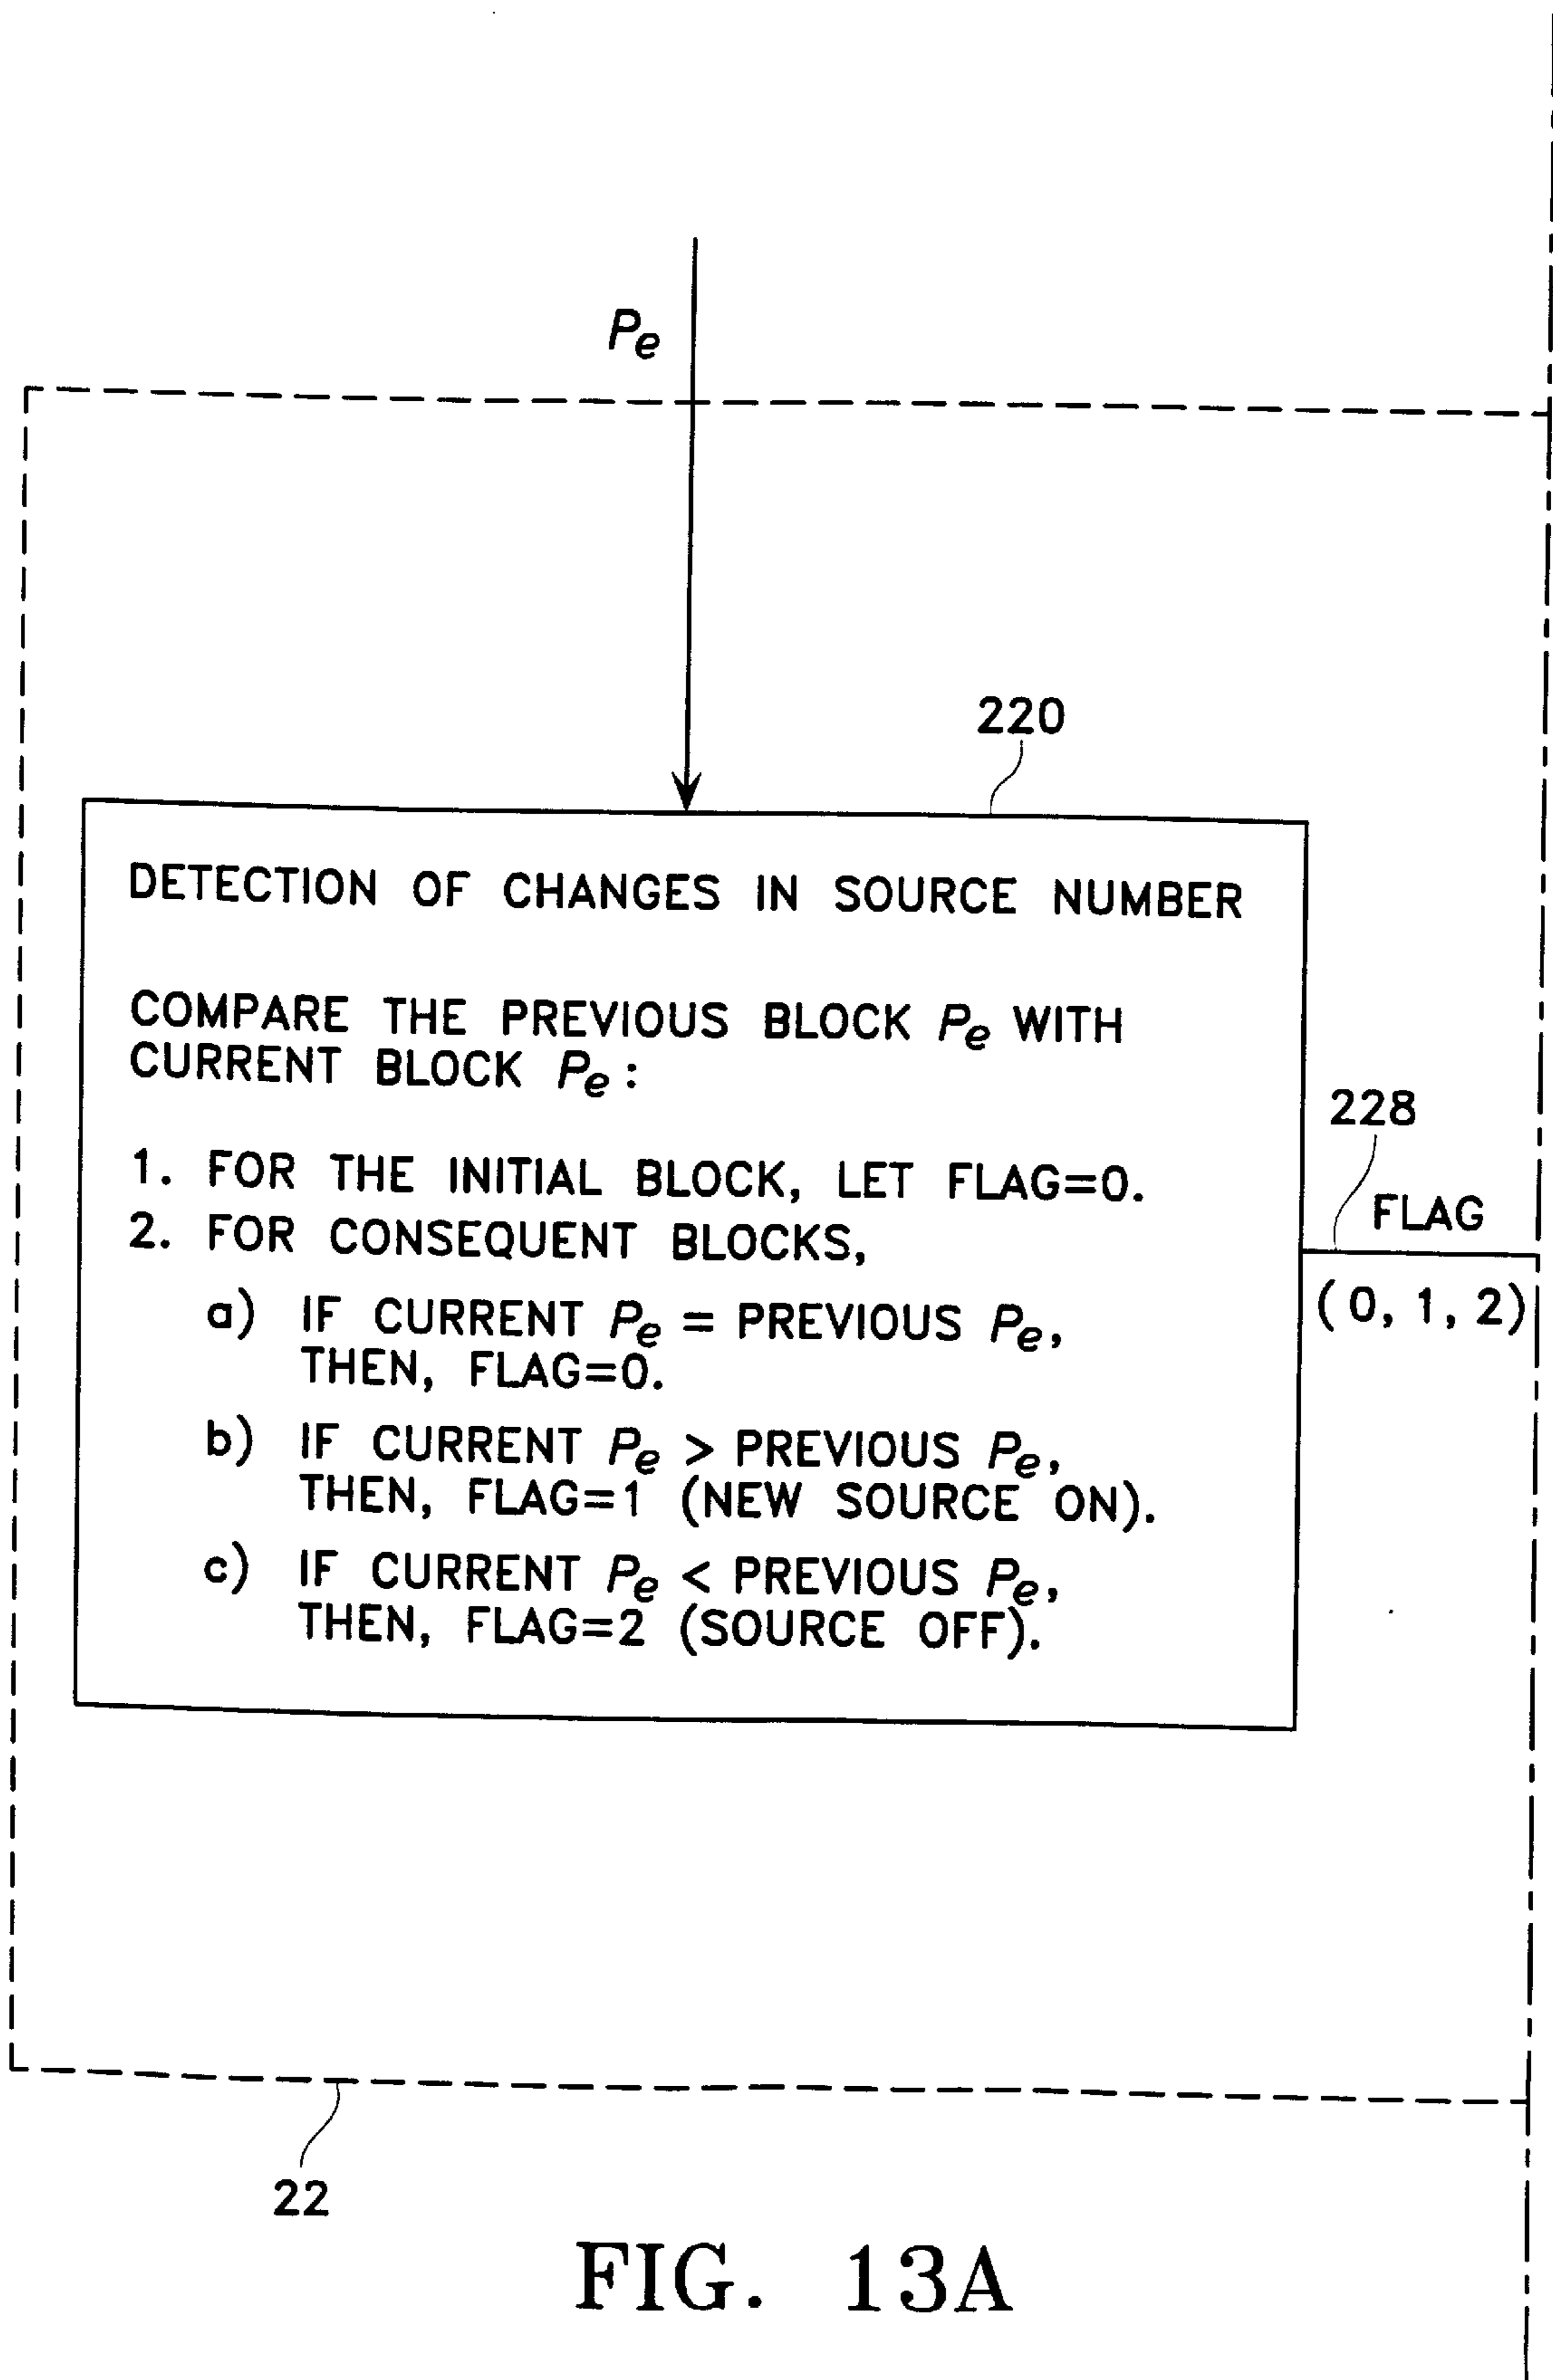 Pe
220
DETECTION OF CHANGES IN SOURCE NUMBER
COMPARE THE PREVIOUS BLOCK Pe WITH
CURRENT BLOCK Pe:
1. FOR THE INITIAL BLOCK, LET FLAG=0.
2. FOR CONSEQUENT BLOCKS,
a) IF CURRENT Pe = PREVIOUS Pe,
THEN, FLAG=0.
b) IF CURRENT Pe > PREVIOUS Pe,
THEN, FLAG=1 (NEW SOURCE ON).
c) IF CURRENT Pe < PREVIOUS Pe,
THEN, FLAG=2 (SOURCE OFF).
228
FLAG
(0, 1, 2)
22
FIG. 13A